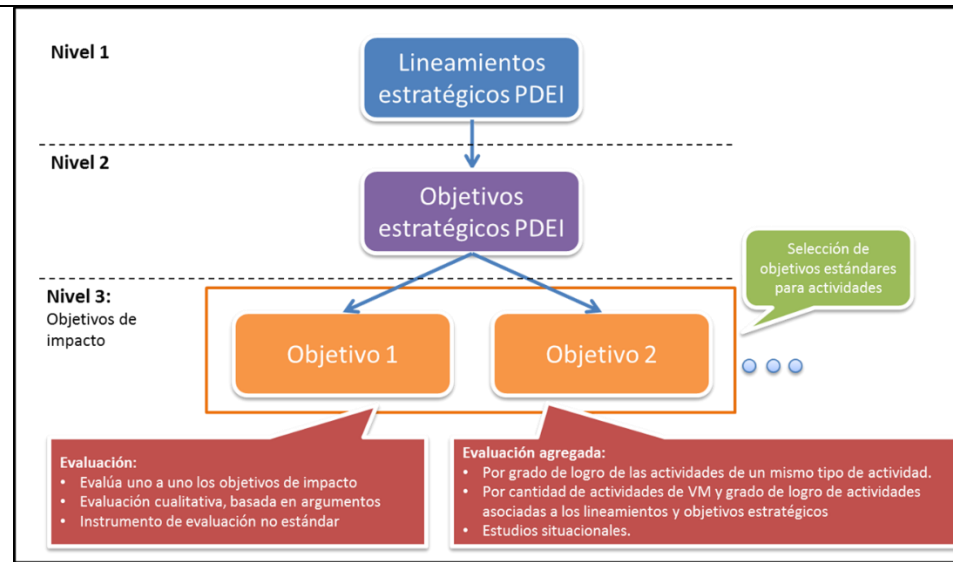 Nivel 1
Lineamientos
estratégicos PDEI
Nivel 2
Objetivos
estratégicos PDEI
Selección de
objetivos estándares
para actividades
Nivel 3:
Objetivos de
impacto
Objetivo 1
Objetivo 2
Evaluación:
• Evalúa uno a uno los objetivos de impacto
• Evaluación cualitativa, basada en argumentos
• Instrumento de evaluación no estándar
Evaluación agregada:
• Por grado de logro de las actividades de un mismo tipo de actividad.
• Por cantidad de actividades de VM y grado de logro de actividades
asociadas a los lineamientos y objetivos estratégicos
• Estudios situacionales.